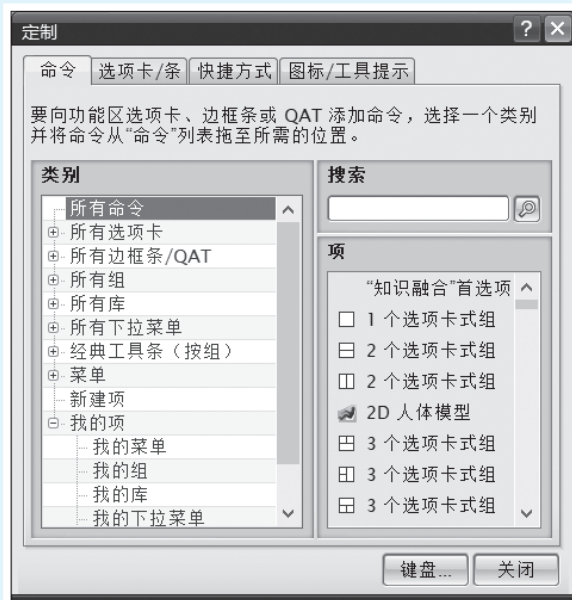 定制
命令 选项卡/条 快捷方式 图标/工具提示
要向功能区选项卡、边框条或 QAT 添加命令，选择一个类别
并将命令从“命令”列表拖至所需的位置。
类别
所有命令
所有选项卡
所有边框条/QAT
所有组
所有库
所有下拉菜单
经典工具条（按组）
菜单
新建项
我的项
我的菜单
我的组
我的库
我的下拉菜单
搜索
项
“知识融合”首选项
1 个选项卡式组
2 个选项卡式组
2 个选项卡式组
2D 人体模型
3 个选项卡式组
3 个选项卡式组
3 个选项卡式组
键盘... 关闭